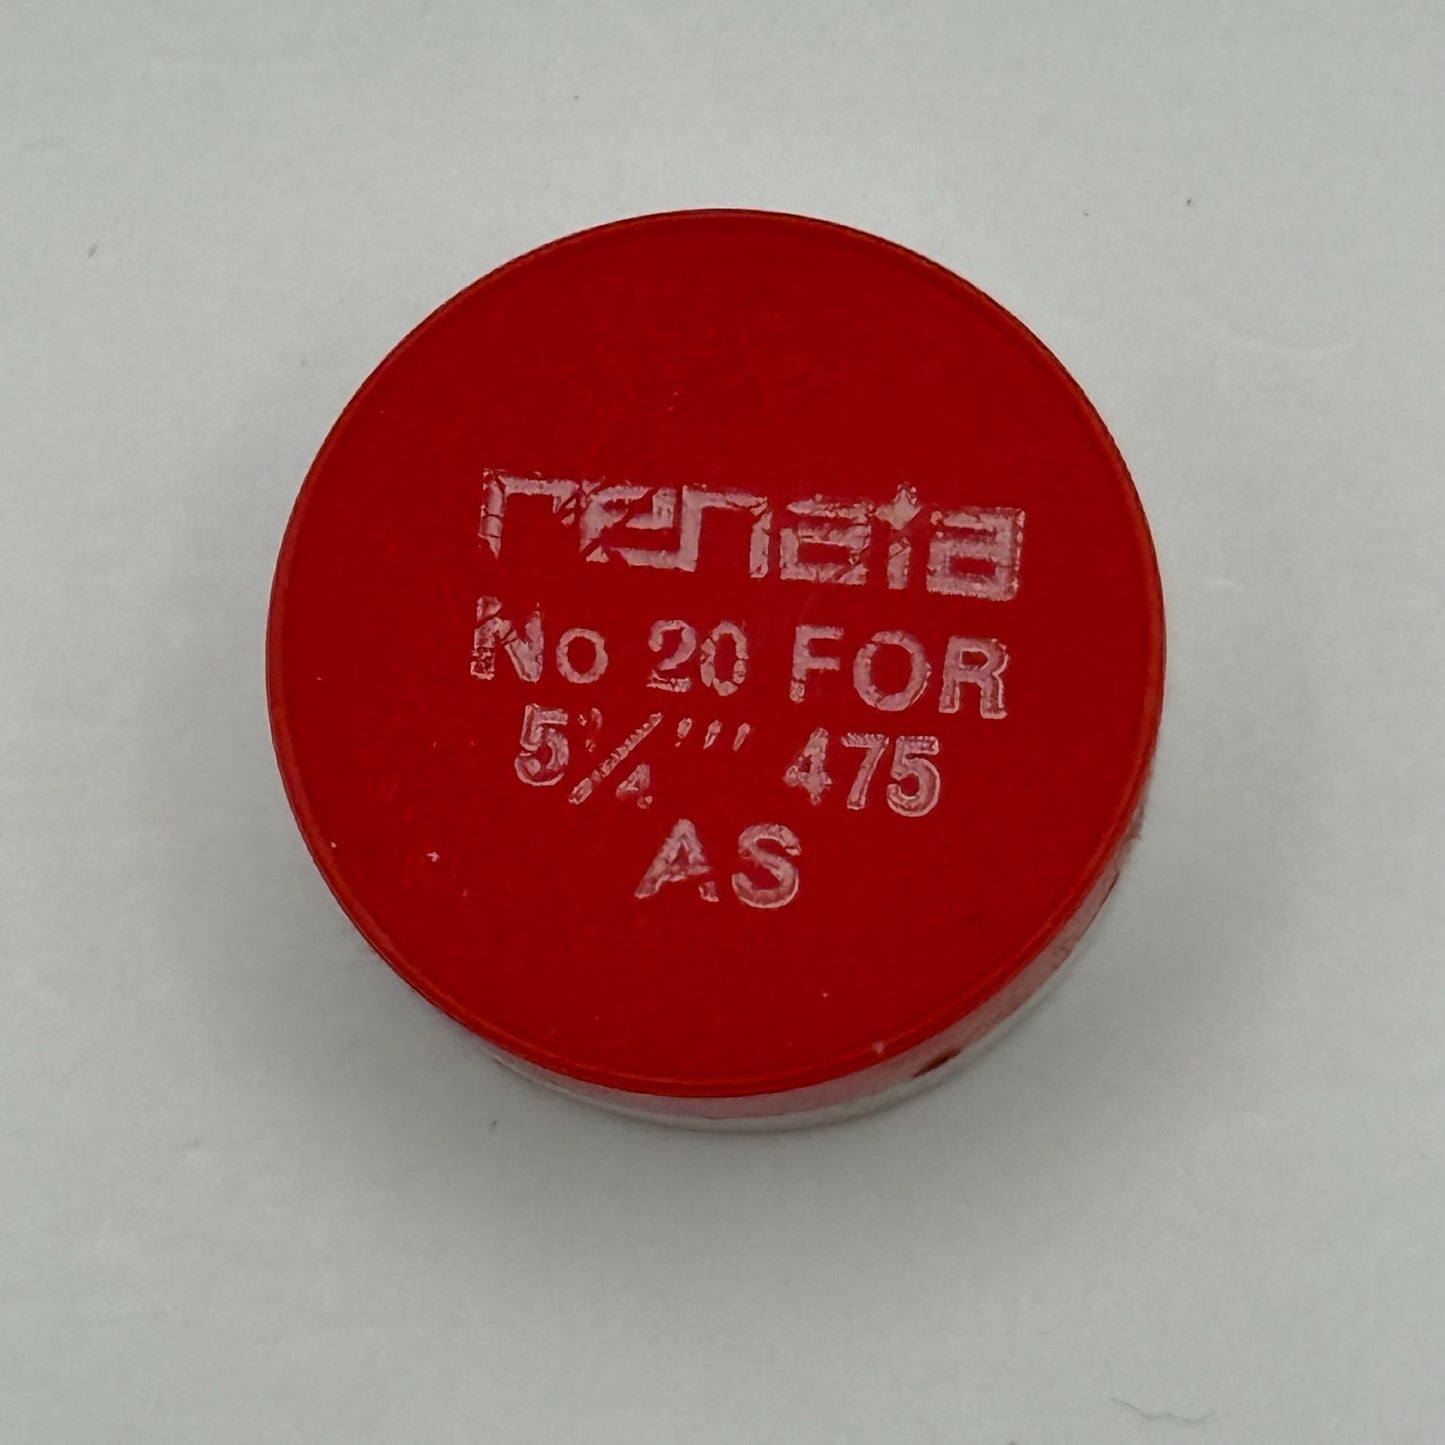 renata
No 20 FOR
5¼''' 475
AS